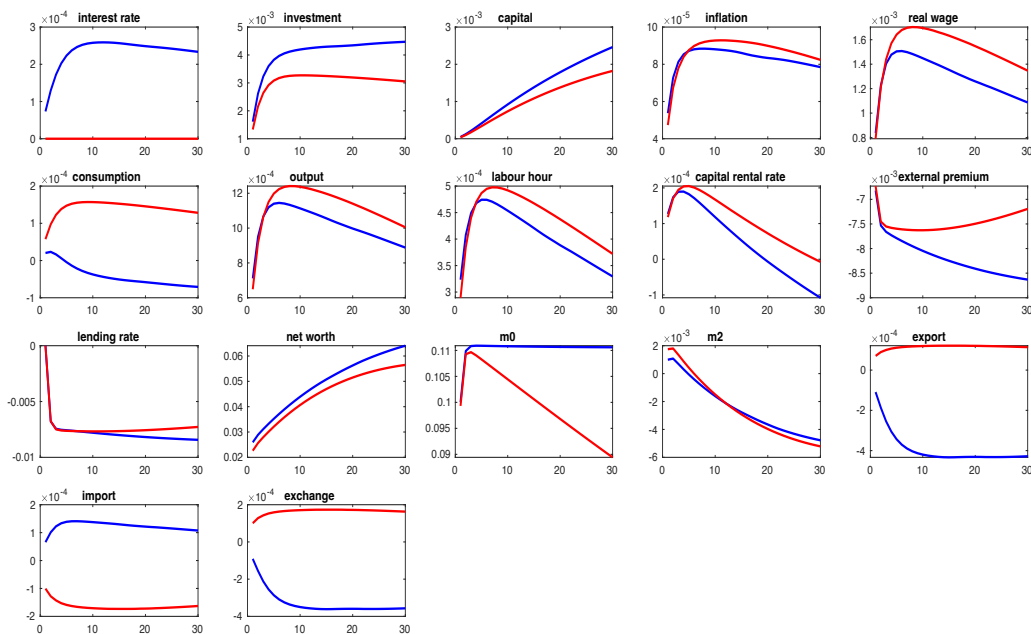 interest rate
×10⁻⁴
4
3
2
1
0
0 10 20 30
investment
×10⁻³
5
4
3
2
1
0 10 20 30
capital
×10⁻³
3
2
1
0
0 10 20 30
inflation
×10⁻⁵
10
8
6
4
0 10 20 30
real wage
×10⁻³
1.6
1.4
1.2
1
0.8
0 10 20 30
consumption
×10⁻⁴
2
1
0
-1
0 10 20 30
output
×10⁻⁴
12
10
8
6
0 10 20 30
labour hour
×10⁻⁴
5
4.5
4
3.5
3
0 10 20 30
capital rental rate
×10⁻⁴
2
1
0
-1
0 10 20 30
external premium
×10⁻³
-7
-7.5
-8
-8.5
-9
0 10 20 30
lending rate
0
-0.005
-0.01
0 10 20 30
net worth
0.06
0.05
0.04
0.03
0.02
0 10 20 30
m0
0.11
0.105
0.1
0.095
0.09
0 10 20 30
m2
×10⁻³
2
0
-2
-4
-6
0 10 20 30
export
×10⁻⁴
0
-2
-4
0 10 20 30
import
×10⁻⁴
2
1
0
-1
-2
0 10 20 30
exchange
×10⁻⁴
2
0
-2
-4
0 10 20 30